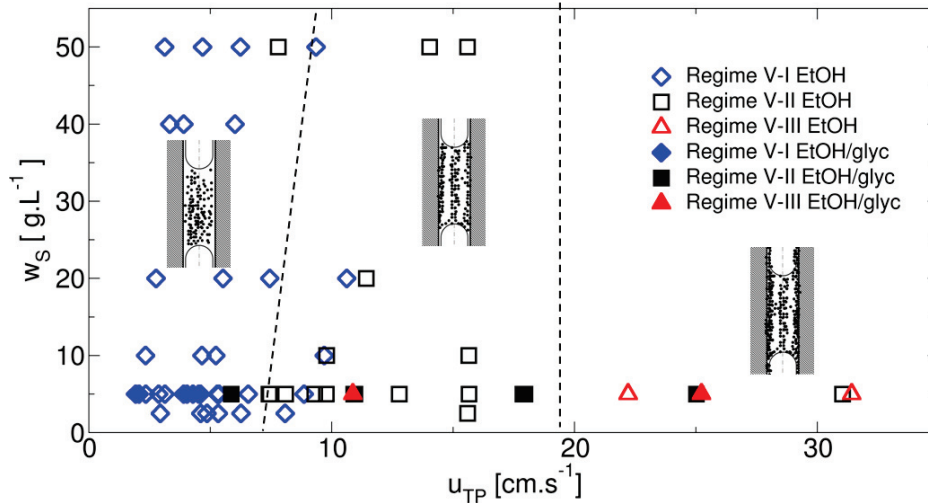 50
40
30
20
10
0
w_S [ g.L⁻¹ ]
Regime V-I EtOH
Regime V-II EtOH
Regime V-III EtOH
Regime V-I EtOH/glyc
Regime V-II EtOH/glyc
Regime V-III EtOH/glyc
0 10 20 30
u_TP [cm.s⁻¹]